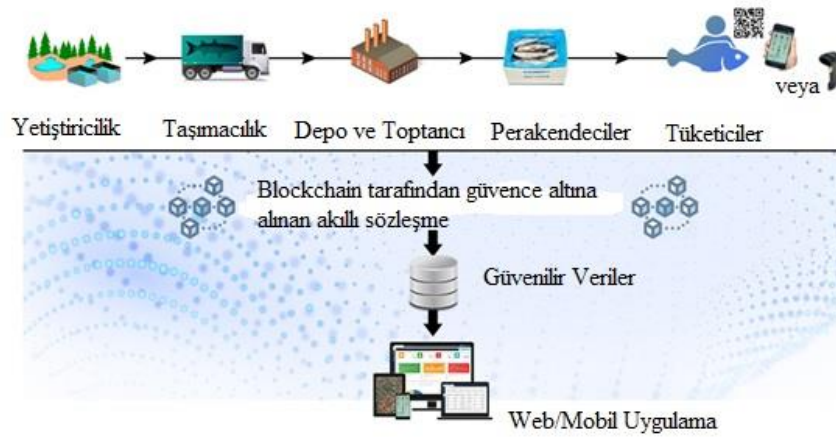 veya
Yetiştiricilik
Taşımacılık
Depo ve Toptancı
Perakendeciler
Tüketiciler
Blockchain tarafından güvence altına
alınan akıllı sözleşme
Güvenilir Veriler
Web/Mobil Uygulama